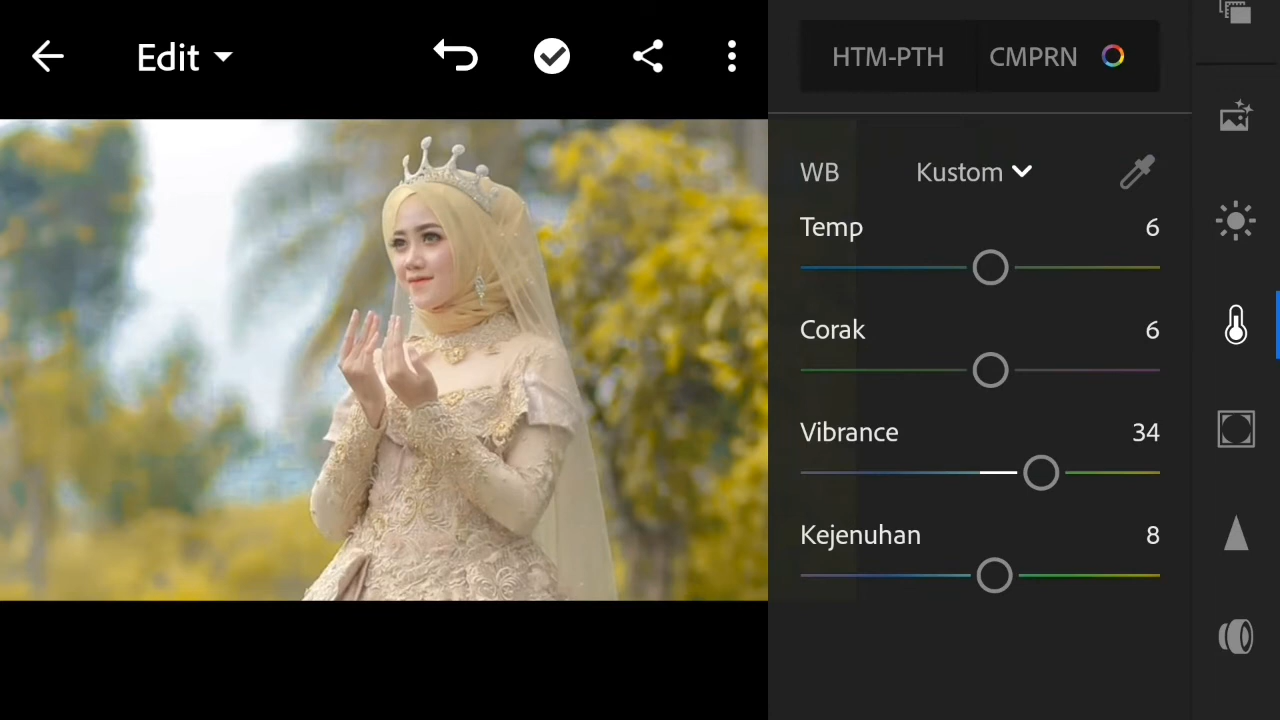 Edit
HTM-PTH CMPRN
WB Kustom
Temp 6
Corak 6
Vibrance 34
Kejenuhan 8